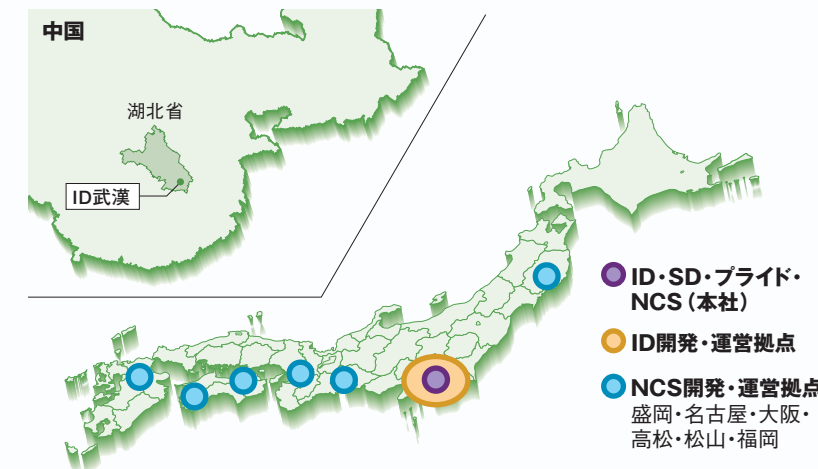 中国
湖北省
ID武漢
ID・SD・プライド・
NCS（本社）
ID開発・運営拠点
NCS開発・運営拠点
盛岡・名古屋・大阪・
高松・松山・福岡